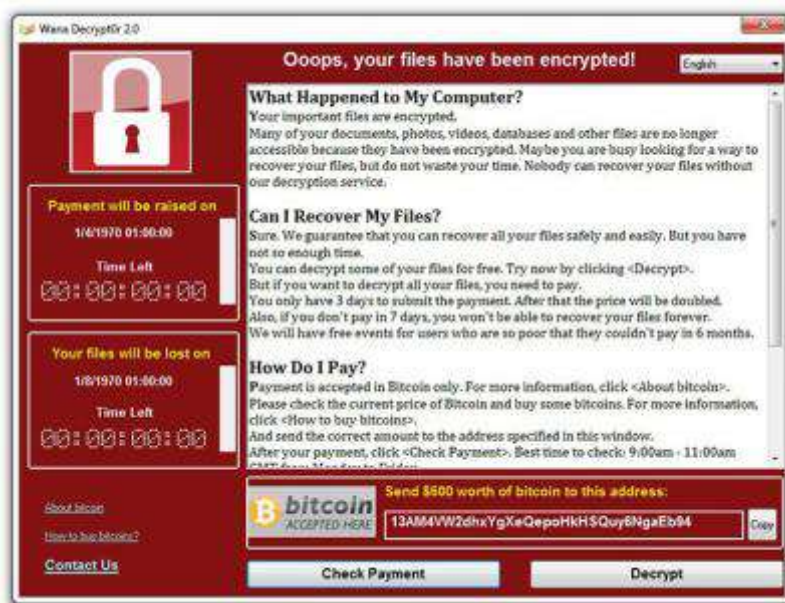 Wana Decrypt0r 2.0
Ooops, your files have been encrypted!
English
What Happened to My Computer?
Your important files are encrypted.
Many of your documents, photos, videos, databases and other files are no longer
accessible because they have been encrypted. Maybe you are busy looking for a way to
recover your files, but do not waste your time. Nobody can recover your files without
our decryption service.
Can I Recover My Files?
Sure. We guarantee that you can recover all your files safely and easily. But you have
not so enough time.
You can decrypt some of your files for free. Try now by clicking <Decrypt>.
But if you want to decrypt all your files, you need to pay.
You only have 3 days to submit the payment. After that the price will be doubled.
Also, if you don't pay in 7 days, you won't be able to recover your files forever.
We will have free events for users who are so poor that they couldn't pay in 6 months.
How Do I Pay?
Payment is accepted in Bitcoin only. For more information, click <About bitcoin>.
Please check the current price of Bitcoin and buy some bitcoins. For more information,
click <How to buy bitcoins>.
And send the correct amount to the address specified in this window.
After your payment, click <Check Payment>. Best time to check: 9:00am - 11:00am
GMT from Monday to Friday.
Payment will be raised on
1/4/1970 01:00:00
Time Left
00:00:00:00
Your files will be lost on
1/8/1970 01:00:00
Time Left
00:00:00:00
About bitcoin
How to buy bitcoins?
Contact Us
bitcoin
ACCEPTED HERE
Send $600 worth of bitcoin to this address:
13AM4VW2dhxYgXeQepoHkHSQuy6NgaEb94
Copy
Check Payment
Decrypt